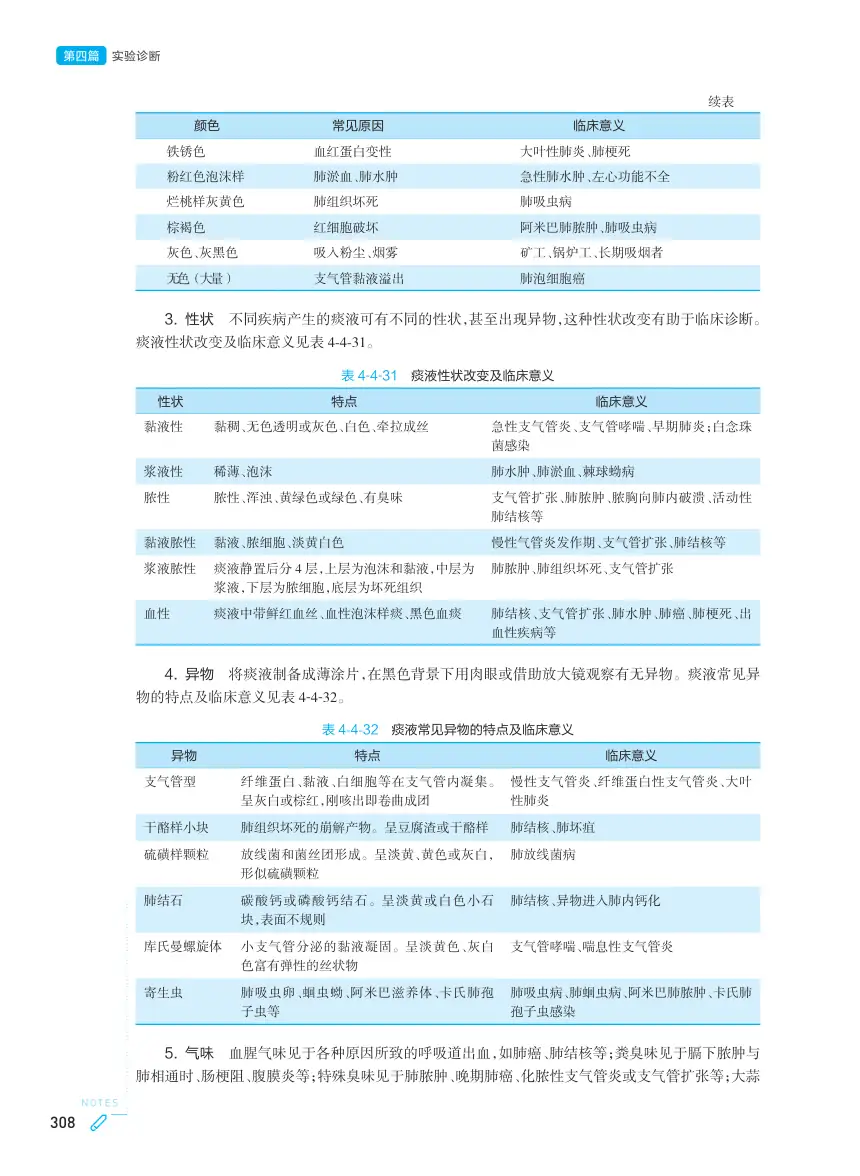 第四篇 实验诊断
续表
颜色 常见原因 临床意义
铁锈色 血红蛋白变性 大叶性肺炎、肺梗死
粉红色泡沫样 肺淤血、肺水肿 急性肺水肿、左心功能不全
烂桃样灰黄色 肺组织坏死 肺吸虫病
棕褐色 红细胞破坏 阿米巴肺脓肿、肺吸虫病
灰色、灰黑色 吸入粉尘、烟雾 矿工、锅炉工、长期吸烟者
无色（大量） 支气管黏液溢出 肺泡细胞癌
3. 性状 不同疾病产生的痰液可有不同的性状，甚至出现异物，这种性状改变有助于临床诊断。
痰液性状改变及临床意义见表 4-4-31。
表 4-4-31 痰液性状改变及临床意义
性状 特点 临床意义
黏液性 黏稠、无色透明或灰色、白色、牵拉成丝 急性支气管炎、支气管哮喘、早期肺炎；白念珠
菌感染
浆液性 稀薄、泡沫 肺水肿、肺淤血、棘球蚴病
脓性 脓性、浑浊、黄绿色或绿色、有臭味 支气管扩张、肺脓肿、脓胸向肺内破溃、活动性
肺结核等
黏液脓性 黏液、脓细胞、淡黄白色 慢性气管炎发作期、支气管扩张、肺结核等
浆液脓性 痰液静置后分 4 层，上层为泡沫和黏液，中层为 肺脓肿、肺组织坏死、支气管扩张
浆液，下层为脓细胞，底层为坏死组织
血性 痰液中带鲜红血丝、血性泡沫样痰、黑色血痰 肺结核、支气管扩张、肺水肿、肺癌、肺梗死、出
血性疾病等
4. 异物 将痰液制备成薄涂片，在黑色背景下用肉眼或借助放大镜观察有无异物。痰液常见异
物的特点及临床意义见表 4-4-32。
表 4-4-32 痰液常见异物的特点及临床意义
异物 特点 临床意义
支气管型 纤维蛋白、黏液、白细胞等在支气管内凝集。 慢性支气管炎、纤维蛋白性支气管炎、大叶
呈灰白或棕红，刚咳出即卷曲成团 性肺炎
干酪样小块 肺组织坏死的崩解产物。呈豆腐渣或干酪样 肺结核、肺坏疽
硫磺样颗粒 放线菌和菌丝团形成。呈淡黄、黄色或灰白， 肺放线菌病
形似硫磺颗粒
肺结石 碳酸钙或磷酸钙结石。呈淡黄或白色小石 肺结核、异物进入肺内钙化
块，表面不规则
库氏曼螺旋体 小支气管分泌的黏液凝固。呈淡黄色、灰白 支气管哮喘、喘息性支气管炎
色富有弹性的丝状物
寄生虫 肺吸虫卵、蛔虫蚴、阿米巴滋养体、卡氏肺孢 肺吸虫病、肺蛔虫病、阿米巴肺脓肿、卡氏肺
子虫等 孢子虫感染
5. 气味 血腥气味见于各种原因所致的呼吸道出血，如肺癌、肺结核等；粪臭味见于膈下脓肿与
肺相通时、肠梗阻、腹膜炎等；特殊臭味见于肺脓肿、晚期肺癌、化脓性支气管炎或支气管扩张等；大蒜
NOTES
308